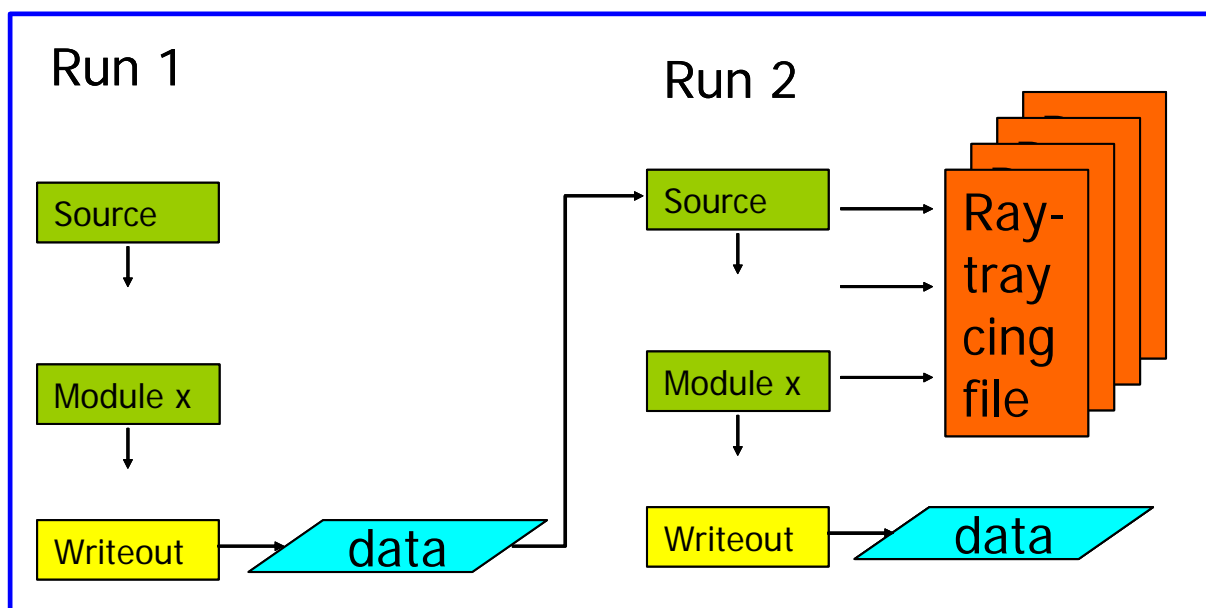 Run 1
Source
Module x
Writeout
data
Run 2
Source
Module x
Writeout
data
Ray-
tray
cing
file